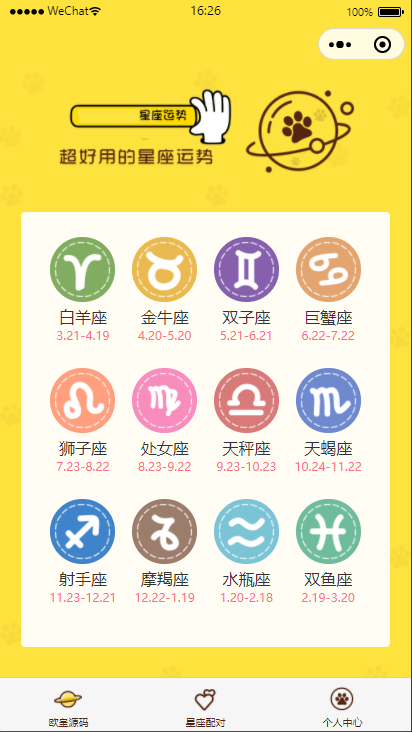 WeChat 16:26 100%
星座运势
超好用的星座运势
白羊座 金牛座 双子座 巨蟹座
3.21-4.19 4.20-5.20 5.21-6.21 6.22-7.22
狮子座 处女座 天秤座 天蝎座
7.23-8.22 8.23-9.22 9.23-10.23 10.24-11.22
射手座 摩羯座 水瓶座 双鱼座
11.23-12.21 12.22-1.19 1.20-2.18 2.19-3.20
欧皇源码 星座配对 个人中心